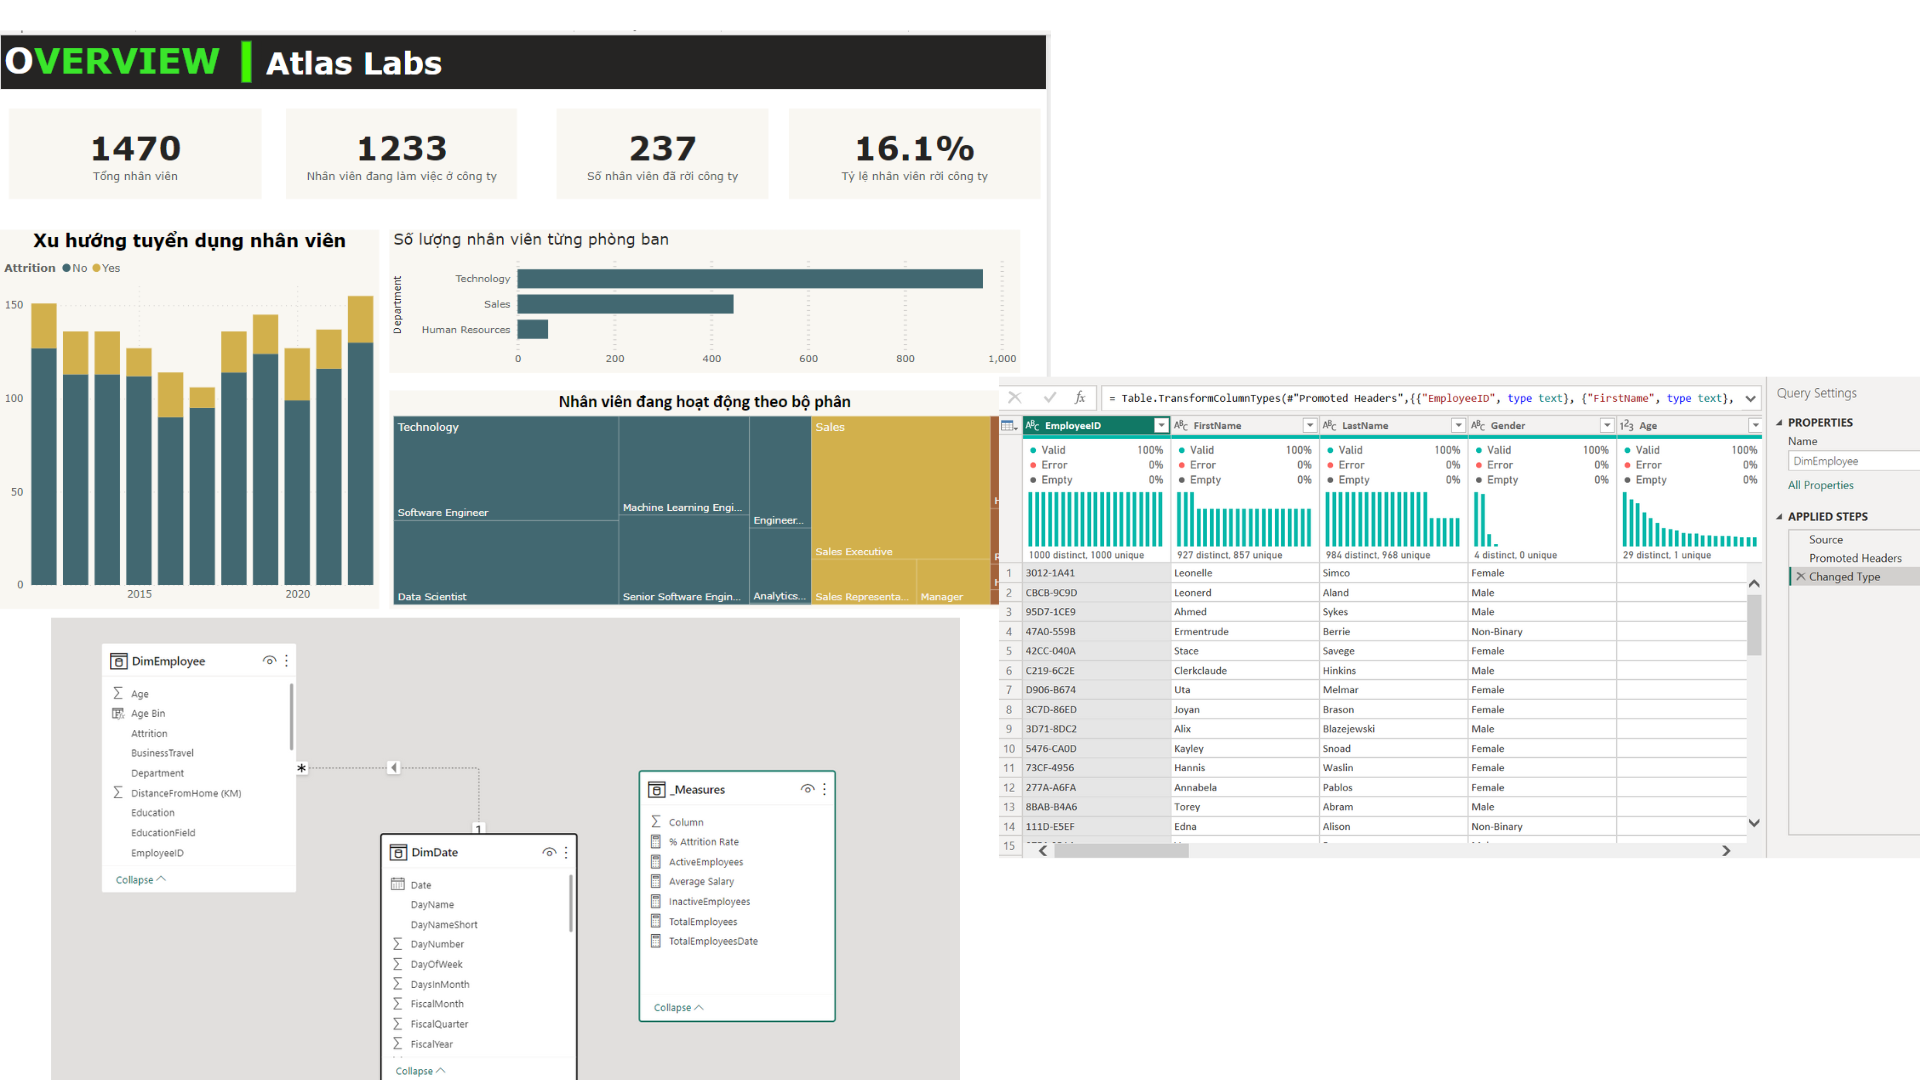 OVERVIEW Atlas Labs
1470
Tổng nhân viên
1233
Nhân viên đang làm việc ở công ty
237
Số nhân viên đã rời công ty
16.1%
Tỷ lệ nhân viên rời công ty
Xu hướng tuyển dụng nhân viên
Attrition No Yes
150
100
50
0
2015 2020
Số lượng nhân viên từng phòng ban
Department
Technology
Sales
Human Resources
0 200 400 600 800 1,000
Nhân viên đang hoạt động theo bộ phân
Technology
Software Engineer
Data Scientist
Machine Learning Engi...
Senior Software Engin...
Engineer...
Analytics...
Sales
Sales Executive
Sales Representa...
Manager
= Table.TransformColumnTypes(#"Promoted Headers",{{"EmployeeID", type text}, {"FirstName", type text},
EmployeeID FirstName LastName Gender Age
Valid 100% Valid 100% Valid 100% Valid 100% Valid 100%
Error 0% Error 0% Error 0% Error 0% Error 0%
Empty 0% Empty 0% Empty 0% Empty 0% Empty 0%
1000 distinct, 1000 unique 927 distinct, 857 unique 984 distinct, 968 unique 4 distinct, 0 unique 29 distinct, 1 unique
1 3012-1A41 Leonelle Simco Female
2 CBCB-9C9D Leonerd Aland Male
3 95D7-1CE9 Ahmed Sykes Male
4 47A0-559B Ermentrude Berrie Non-Binary
5 42CC-040A Stace Savege Female
6 C219-6C2E Clerkclaude Hinkins Male
7 D906-B674 Uta Melmar Female
8 3C7D-86ED Joyan Brason Female
9 3D71-8DC2 Alix Blazejewski Male
10 5476-CA0D Kayley Snoad Female
11 73CF-4956 Hannis Waslin Female
12 277A-A6FA Annabela Pablos Female
13 8BAB-B4A6 Torey Abram Male
14 111D-E5EF Edna Alison Non-Binary
15
Query Settings
PROPERTIES
Name
DimEmployee
All Properties
APPLIED STEPS
Source
Promoted Headers
Changed Type
DimEmployee
Age
Age Bin
Attrition
BusinessTravel
Department
DistanceFromHome (KM)
Education
EducationField
EmployeeID
Collapse
*
1
DimDate
Date
DayName
DayNameShort
DayNumber
DayOfWeek
DaysInMonth
FiscalMonth
FiscalQuarter
FiscalYear
Collapse
_Measures
Column
% Attrition Rate
ActiveEmployees
Average Salary
InactiveEmployees
TotalEmployees
TotalEmployeesDate
Collapse